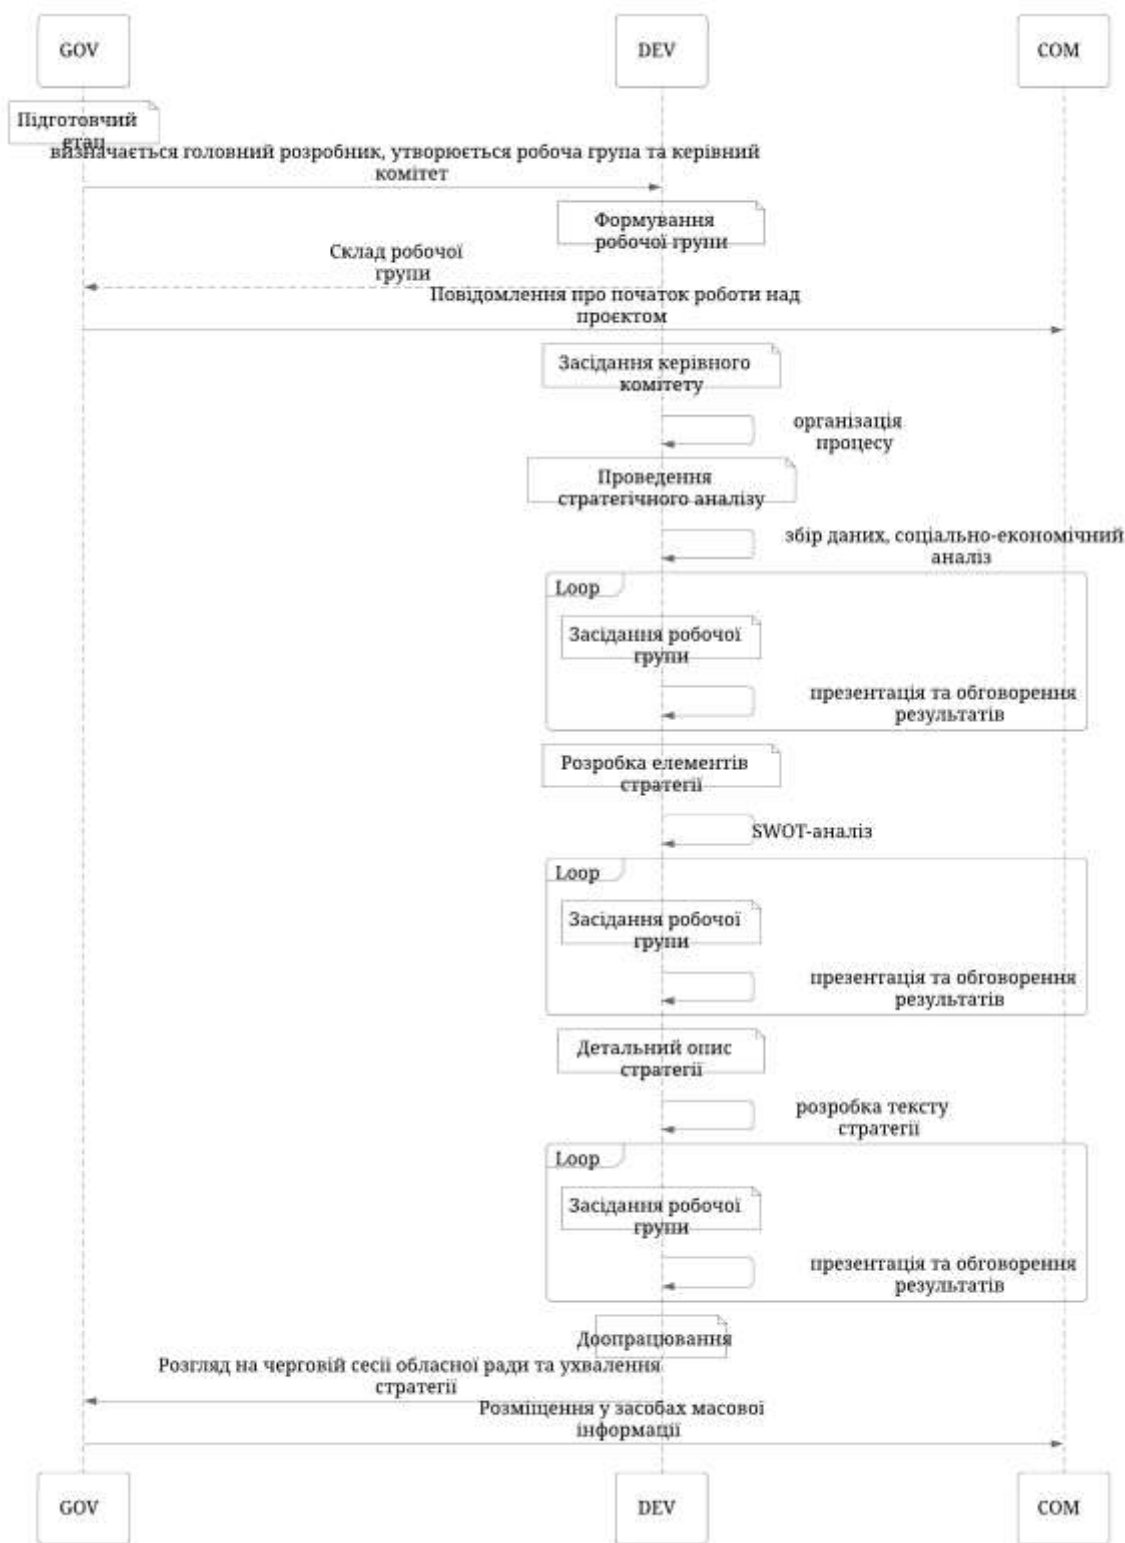 GOV
DEV
COM
Підготовчий
етап
визначається головний розробник, утворюється робоча група та керівний
комітет
Формування
робочої групи
Склад робочої
групи
Повідомлення про початок роботи над
проєктом
Засідання керівного
комітету
організація
процесу
Проведення
стратегічного аналізу
збір даних, соціально-економічний
аналіз
Loop
Засідання робочої
групи
презентація та обговорення
результатів
Розробка елементів
стратегії
SWOT-аналіз
Loop
Засідання робочої
групи
презентація та обговорення
результатів
Детальний опис
стратегії
розробка тексту
стратегії
Loop
Засідання робочої
групи
презентація та обговорення
результатів
Доопрацювання
Розгляд на черговій сесії обласної ради та ухвалення
стратегії
Розміщення у засобах масової
інформації
GOV
DEV
COM